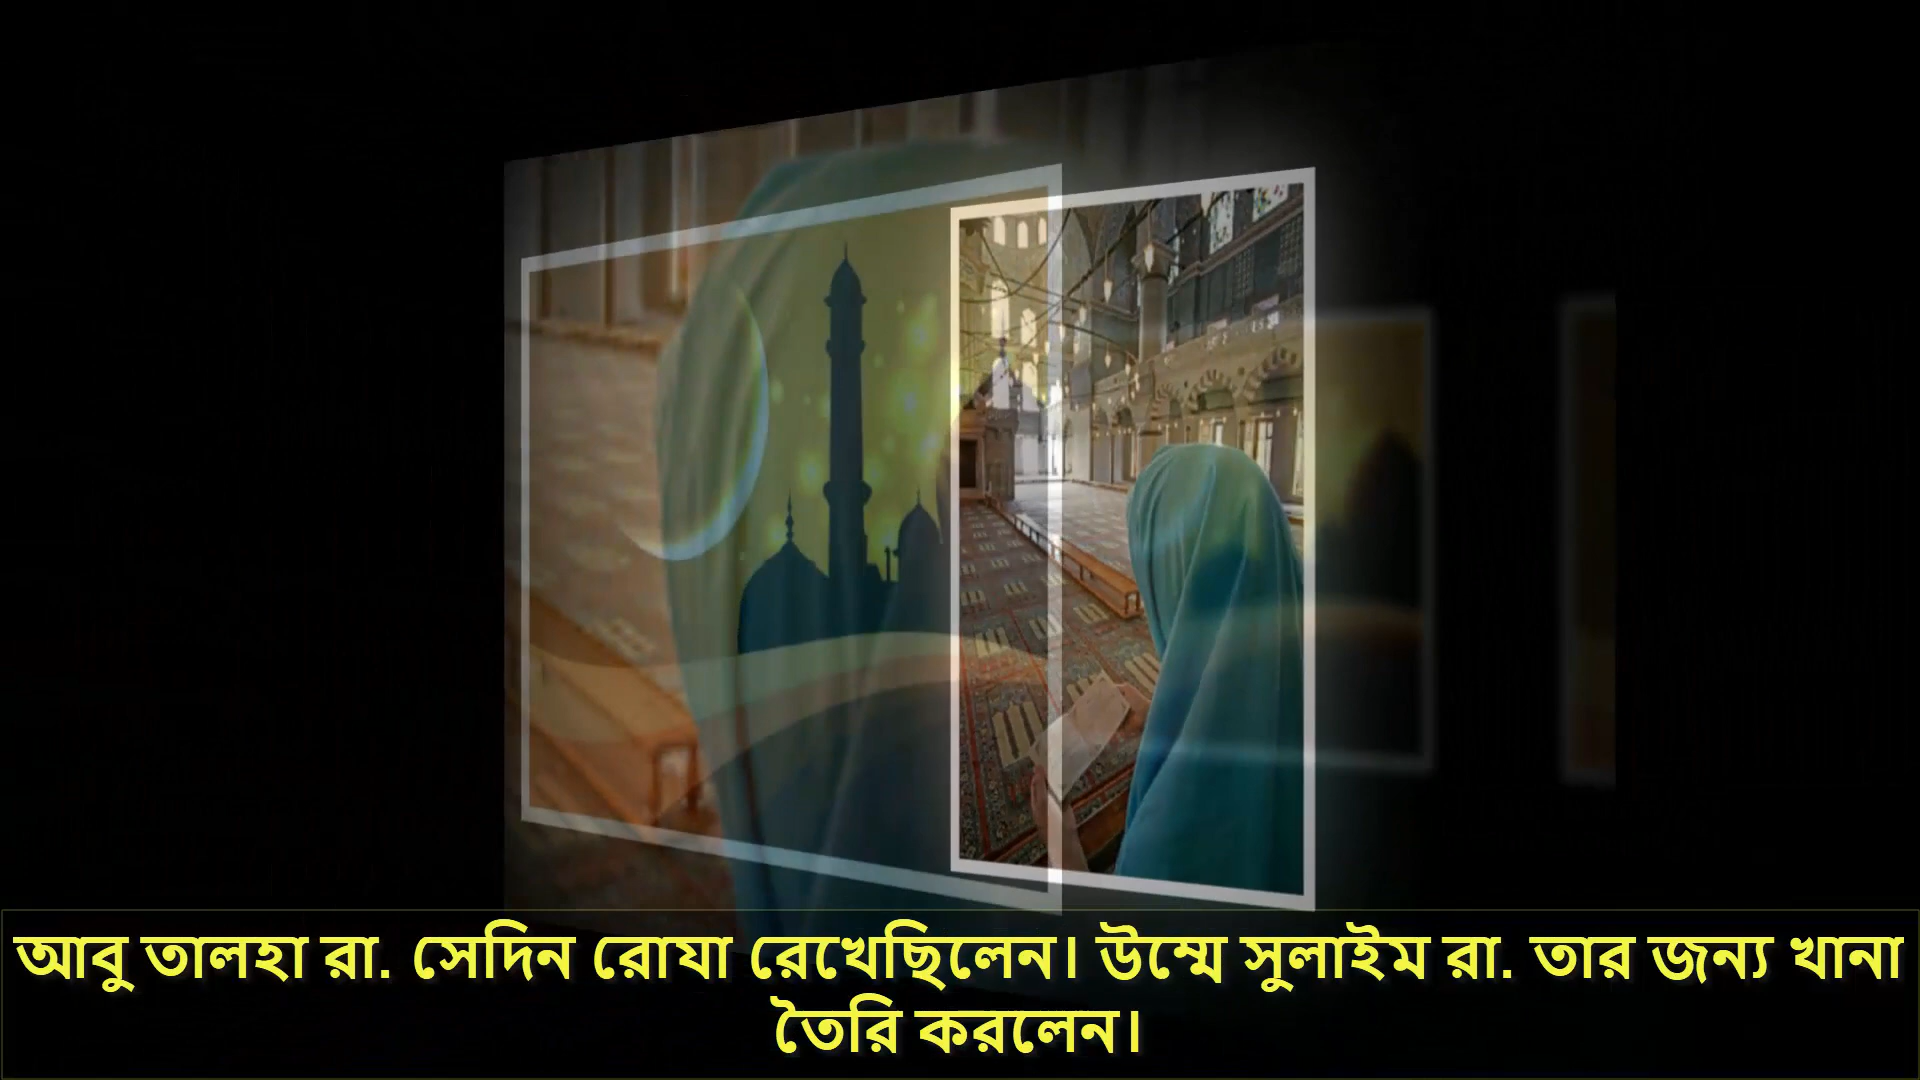 আবু তালহা রা. সেদিন রোযা রেখেছিলেন। উম্মে সুলাইম রা. তার জন্য খানা
তৈরি করলেন।